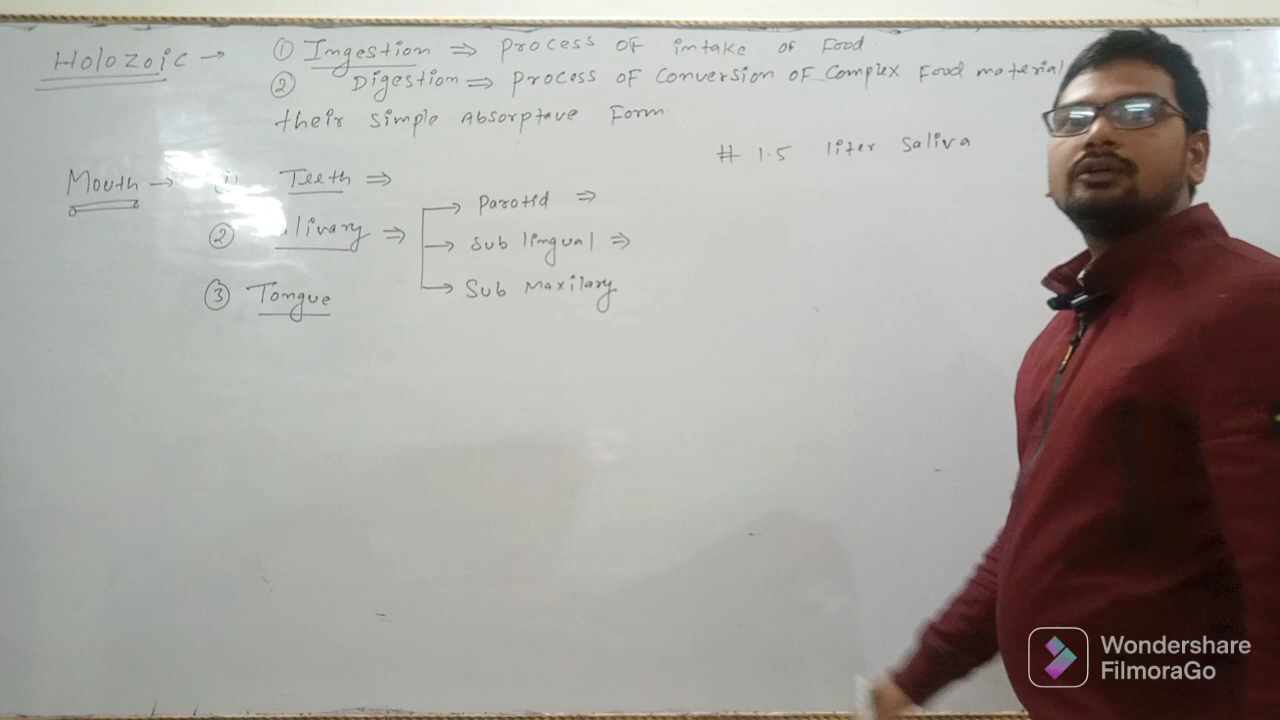 Holozoic → ① Ingestion ⇒ Process of intake of Food
② Digestion ⇒ Process of Conversion of Complex Food material
their Simple Absorptave Form
# 1.5 liter Saliva
Mouth → (1) Teeth ⇒
② livary ⇒
→ Parotid ⇒
→ Sub lingual ⇒
→ Sub Maxilary
③ Tongue
Wondershare
FilmoraGo